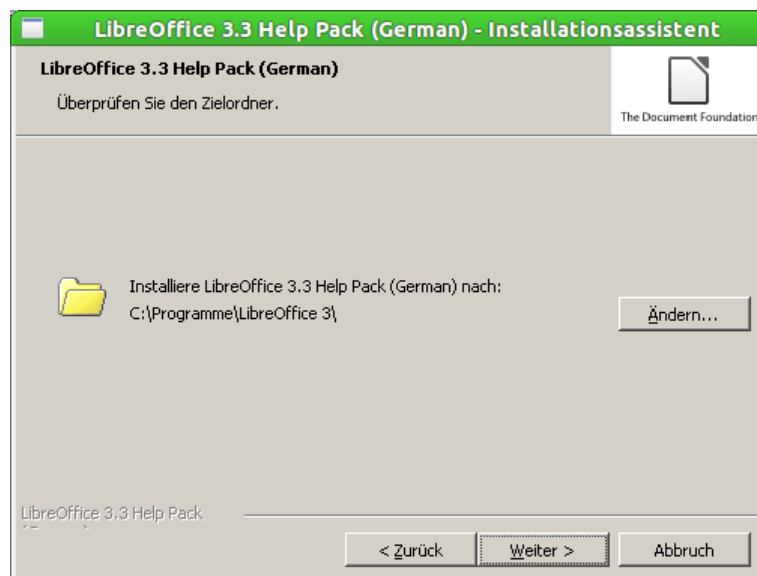 LibreOffice 3.3 Help Pack (German) - Installationsassistent
LibreOffice 3.3 Help Pack (German)
Überprüfen Sie den Zielordner.
The Document Foundation
Installiere LibreOffice 3.3 Help Pack (German) nach:
C:\Programme\LibreOffice 3\
Ändern...
LibreOffice 3.3 Help Pack
< Zurück
Weiter >
Abbruch